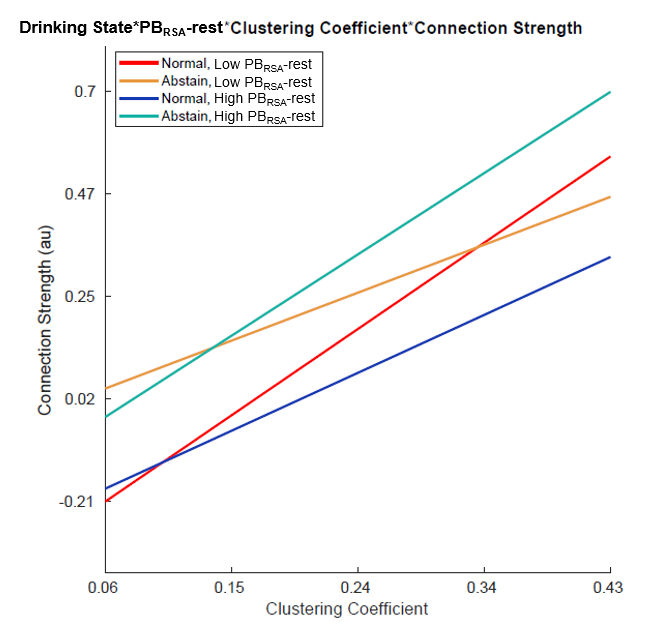 Drinking State*PBRSA-rest*Clustering Coefficient*Connection Strength
Normal, Low PBRSA-rest
Abstain, Low PBRSA-rest
Normal, High PBRSA-rest
Abstain, High PBRSA-rest
0.7
0.47
0.25
0.02
-0.21
Connection Strength (au)
0.06 0.15 0.24 0.34 0.43
Clustering Coefficient